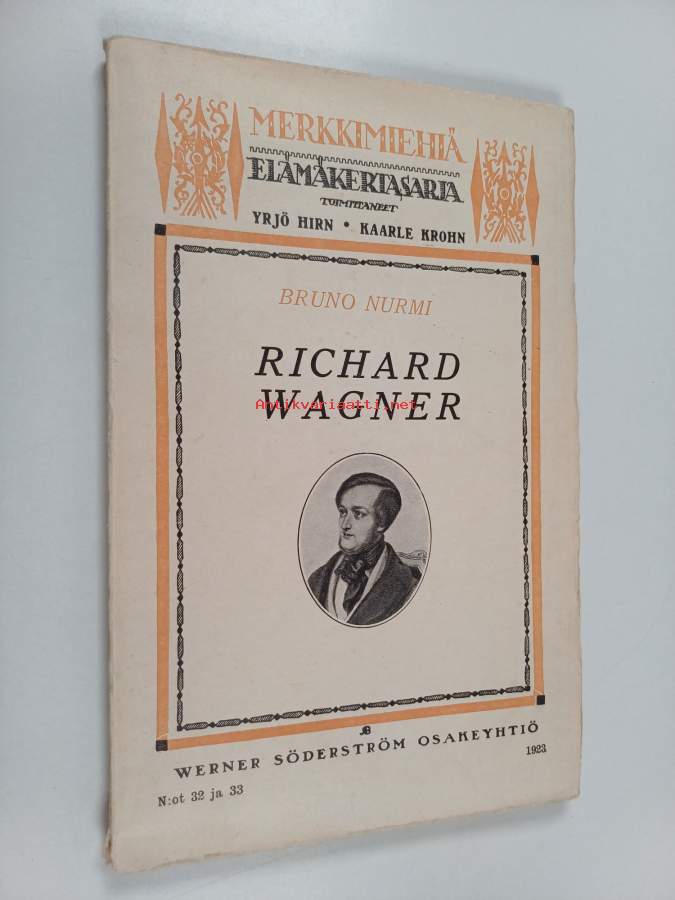 MERKKIMIEHIÄ
ELÄMÄKERTASARJA
TOIMITTANEET
YRJÖ HIRN • KAARLE KROHN
BRUNO NURMI
RICHARD
WAGNER
Antikvariaatti.net
WERNER SÖDERSTRÖM OSAKEYHTIÖ
N:ot 32 ja 33
1923